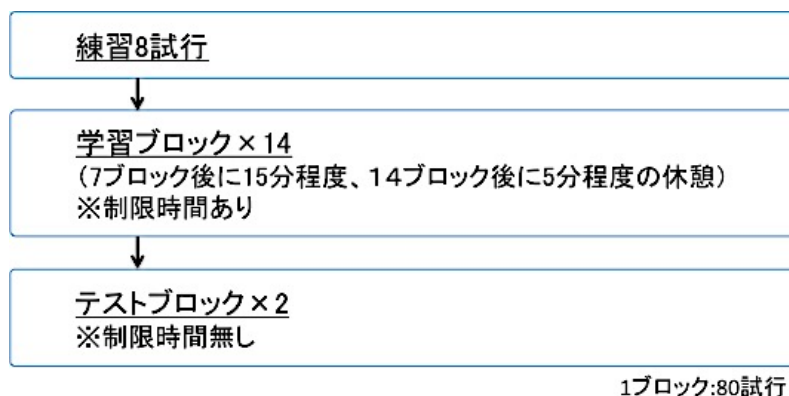 練習8試行
学習ブロック×14
（7ブロック後に15分程度、１４ブロック後に5分程度の休憩）
※制限時間あり
テストブロック×2
※制限時間無し
1ブロック:80試行